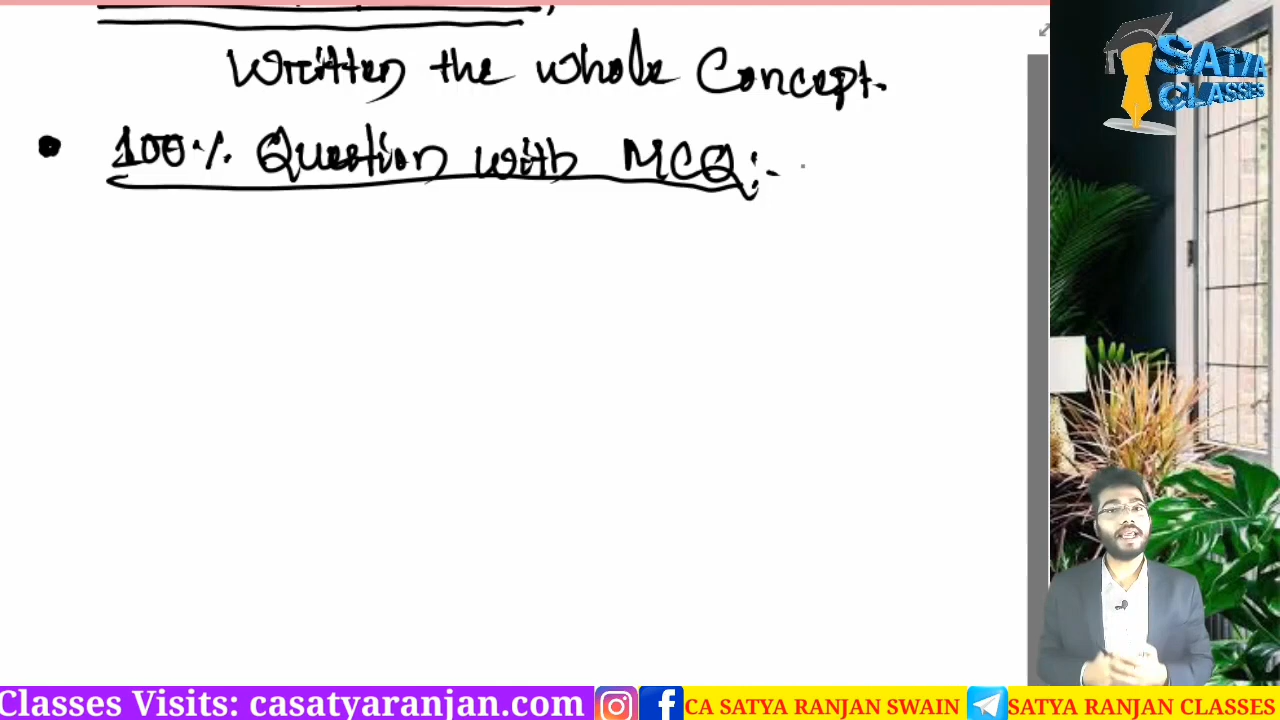 Written the whole Concept.
• 100% Question with MCQ:-
SATYA
CLASSES
Classes Visits: casatyaranjan.com
CA SATYA RANJAN SWAIN
SATYA RANJAN CLASSES